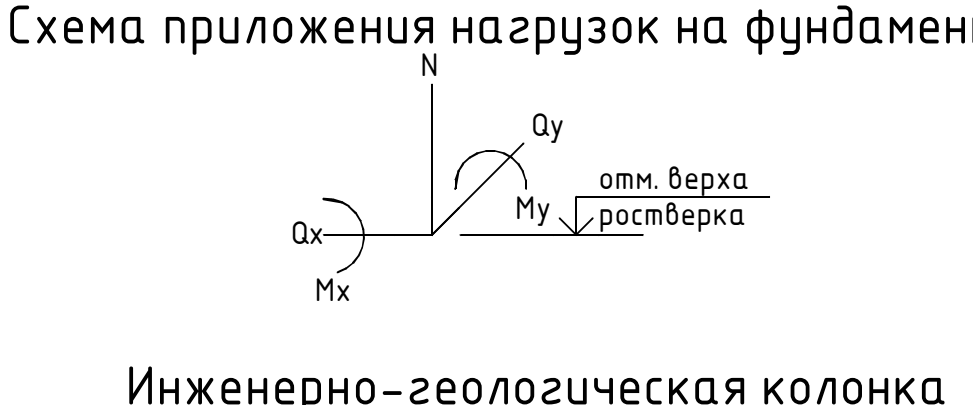 Схема приложения нагрузок на фундамен
N
Qy
отм. верха
My
ростверка
Qx
Mx
Инженерно-геологическая колонка